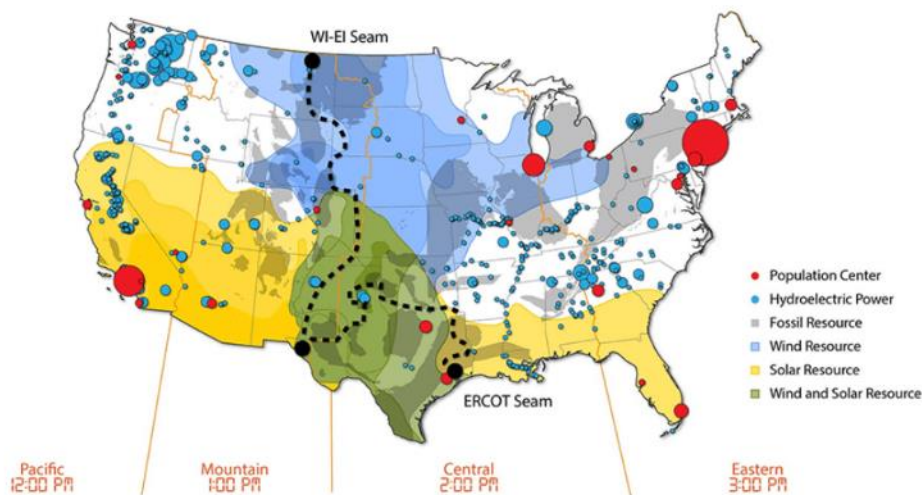 WI-EI Seam
Population Center
Hydroelectric Power
Fossil Resource
Wind Resource
Solar Resource
Wind and Solar Resource
ERCOT Seam
Pacific
12:00 PM
Mountain
1:00 PM
Central
2:00 PM
Eastern
3:00 PM